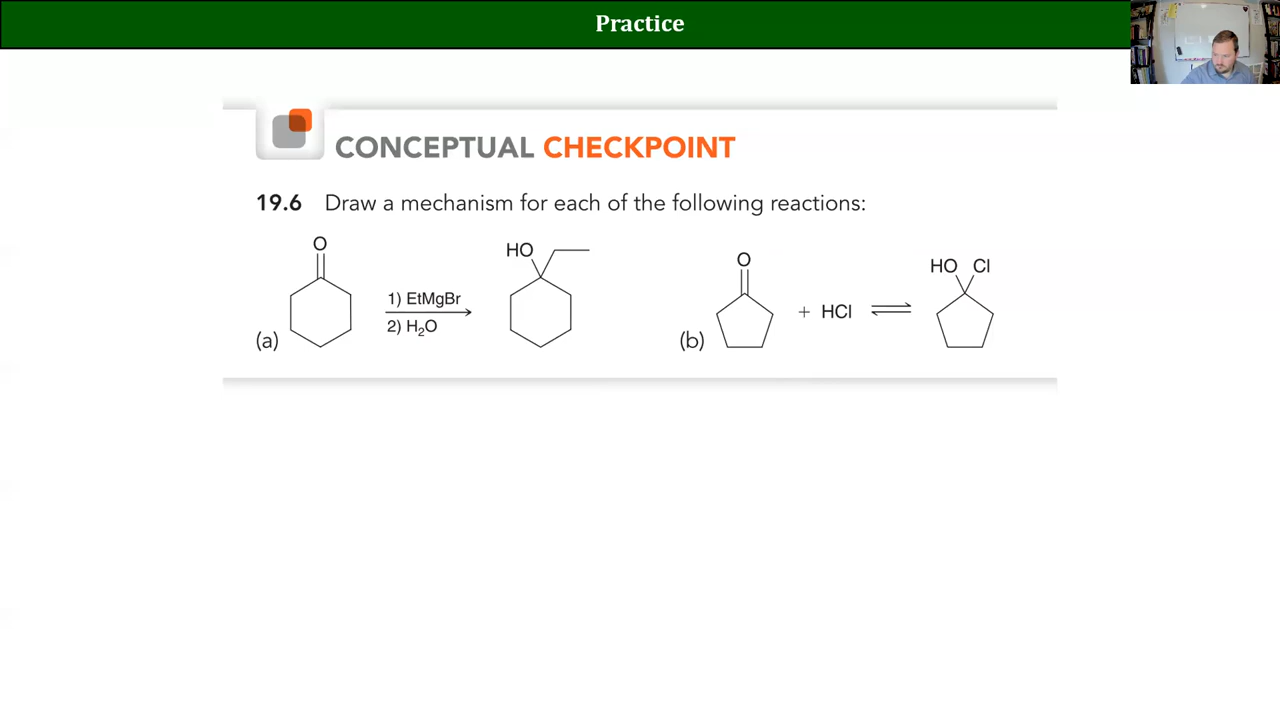 Practice
CONCEPTUAL CHECKPOINT
19.6 Draw a mechanism for each of the following reactions:
(a)
O
1) EtMgBr
2) H₂O
HO
(b)
O
+ HCl
HO Cl